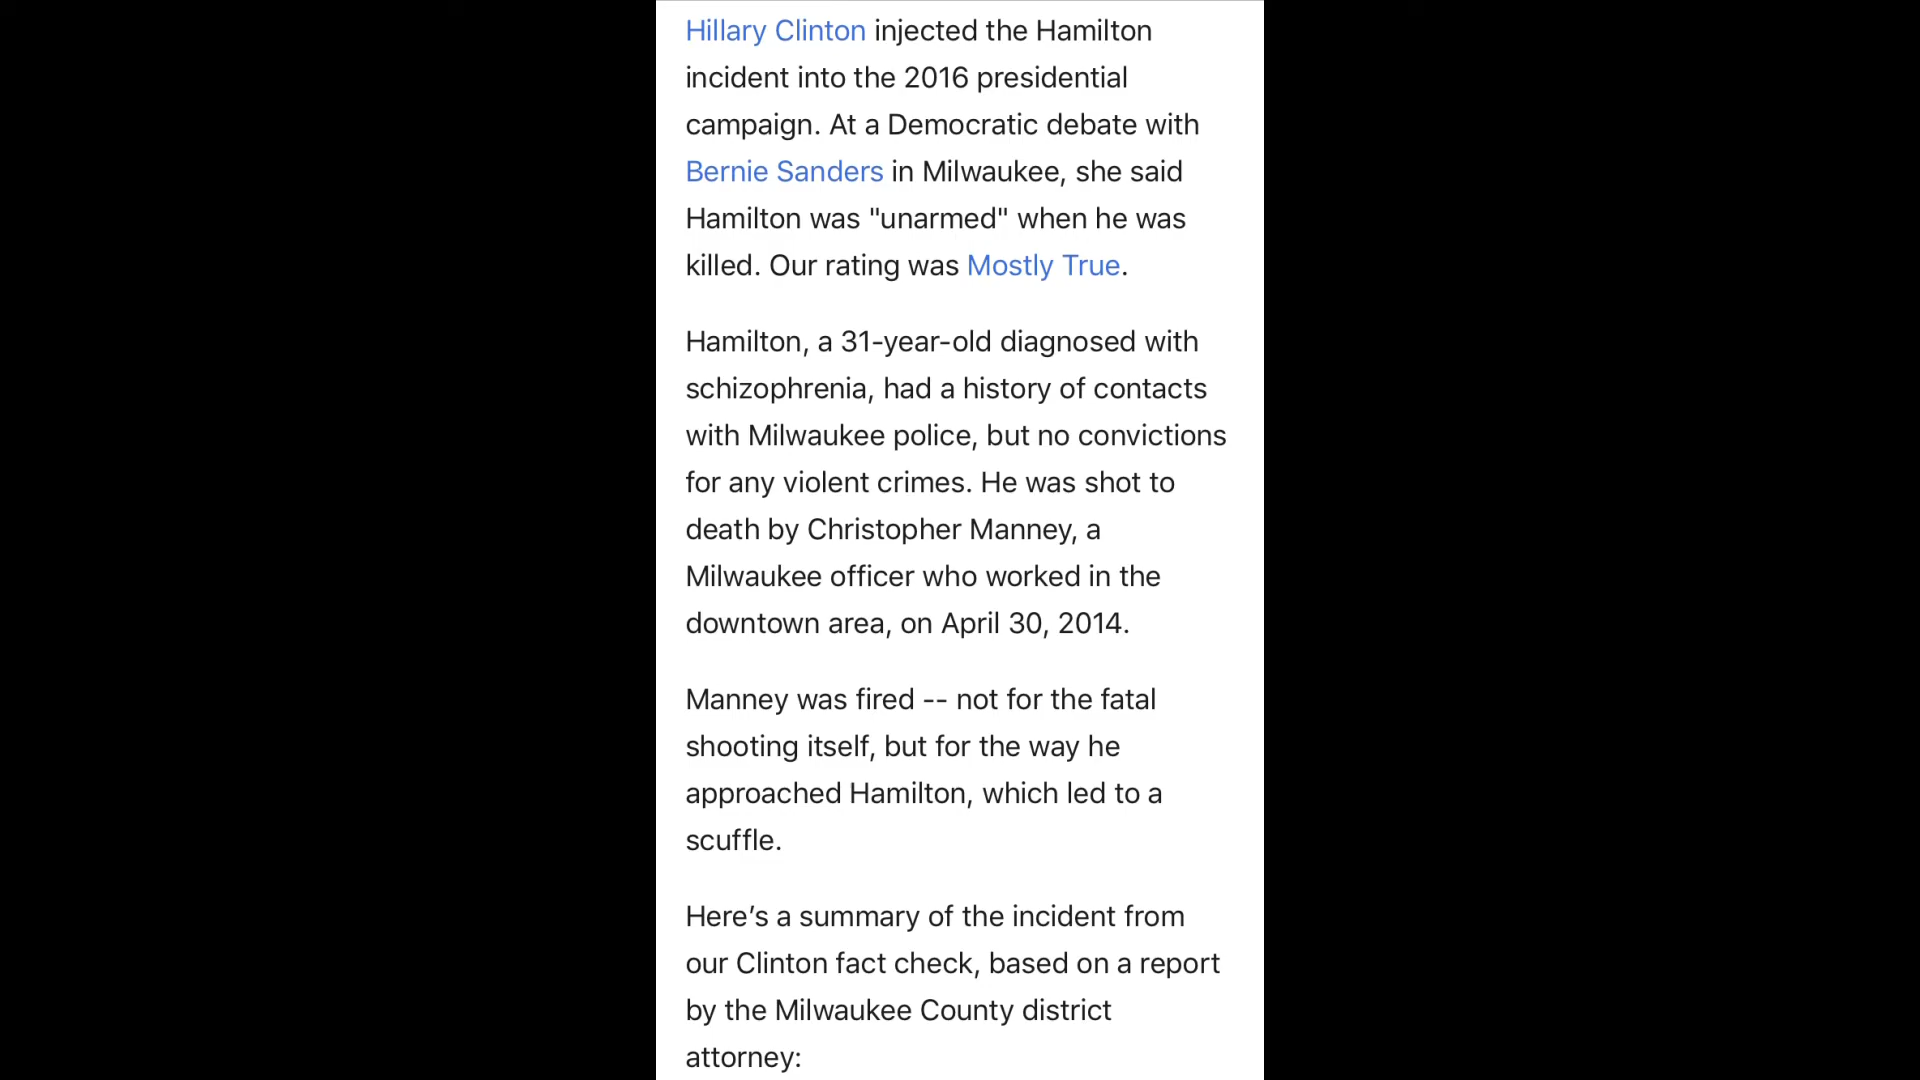 Hillary Clinton injected the Hamilton
incident into the 2016 presidential
campaign. At a Democratic debate with
Bernie Sanders in Milwaukee, she said
Hamilton was "unarmed" when he was
killed. Our rating was Mostly True.
Hamilton, a 31-year-old diagnosed with
schizophrenia, had a history of contacts
with Milwaukee police, but no convictions
for any violent crimes. He was shot to
death by Christopher Manney, a
Milwaukee officer who worked in the
downtown area, on April 30, 2014.
Manney was fired -- not for the fatal
shooting itself, but for the way he
approached Hamilton, which led to a
scuffle.
Here’s a summary of the incident from
our Clinton fact check, based on a report
by the Milwaukee County district
attorney: